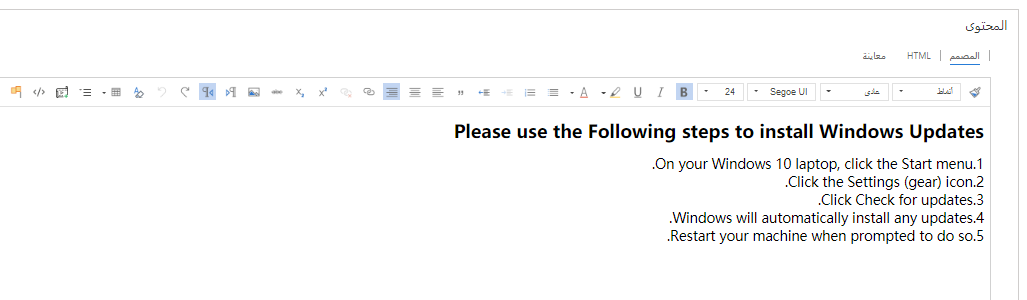 المحتوى
المصمم | HTML | معاينة
أنماط عادي Segoe UI 24 B I U A
Please use the Following steps to install Windows Updates
1.On your Windows 10 laptop, click the Start menu.
2.Click the Settings (gear) icon.
3.Click Check for updates.
4.Windows will automatically install any updates.
5.Restart your machine when prompted to do so.